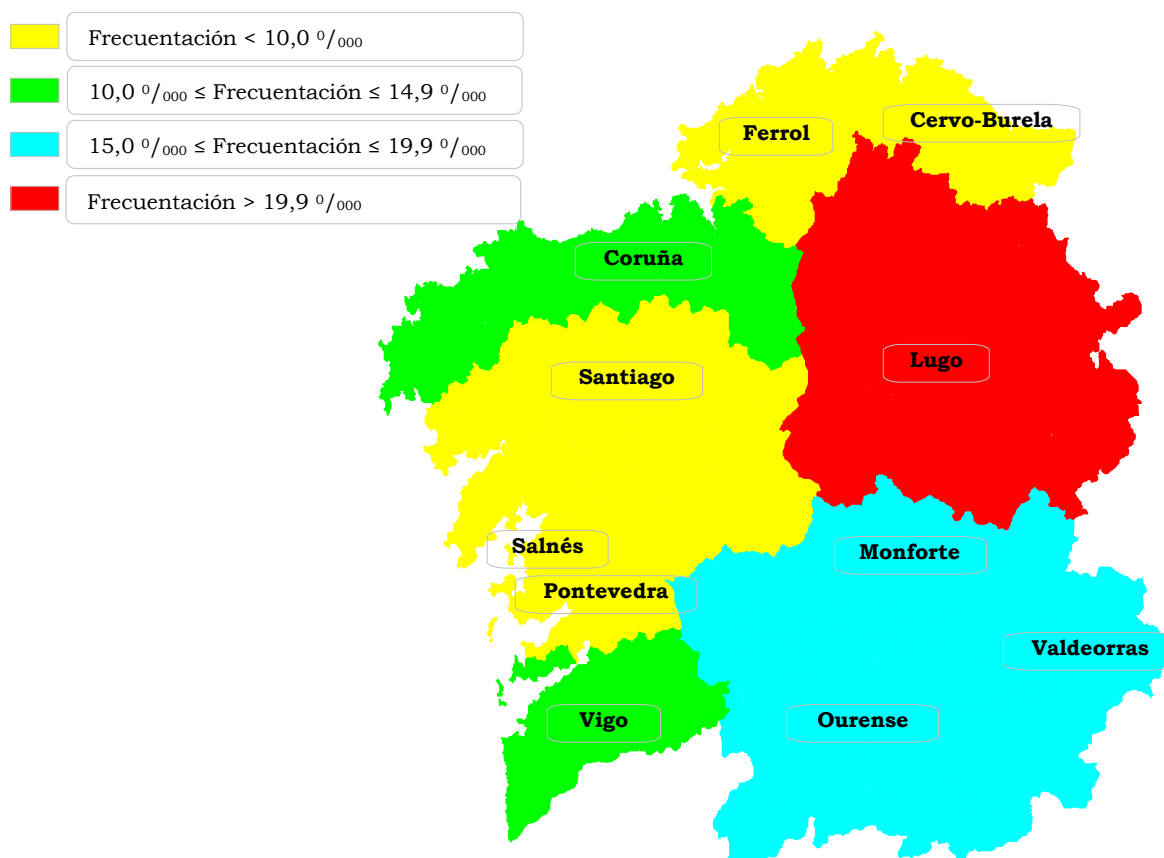 Frecuentación < 10,0 ⁰/₀₀₀
10,0 ⁰/₀₀₀ ≤ Frecuentación ≤ 14,9 ⁰/₀₀₀
15,0 ⁰/₀₀₀ ≤ Frecuentación ≤ 19,9 ⁰/₀₀₀
Frecuentación > 19,9 ⁰/₀₀₀
Cervo-Burela
Ferrol
Coruña
Lugo
Santiago
Salnés
Monforte
Pontevedra
Valdeorras
Vigo
Ourense